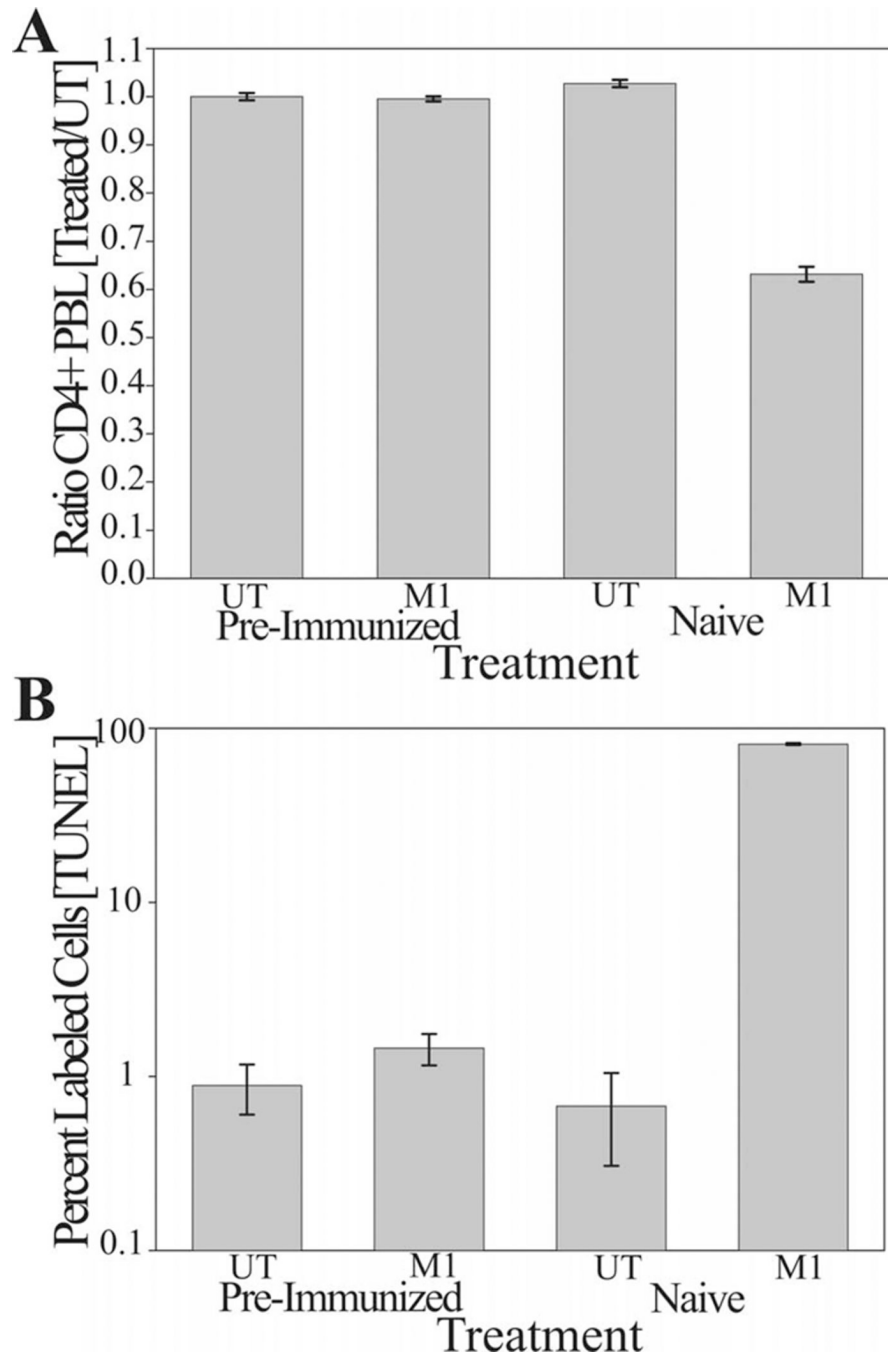 A
Ratio CD4+ PBL [Treated/UT]
1.1
1.0
0.9
0.8
0.7
0.6
0.5
0.4
0.3
0.2
0.1
0.0
UT M1 UT M1
Pre-Immunized Naive
Treatment
B
Percent Labeled Cells [TUNEL]
100
10
1
0.1
UT M1 UT M1
Pre-Immunized Naive
Treatment